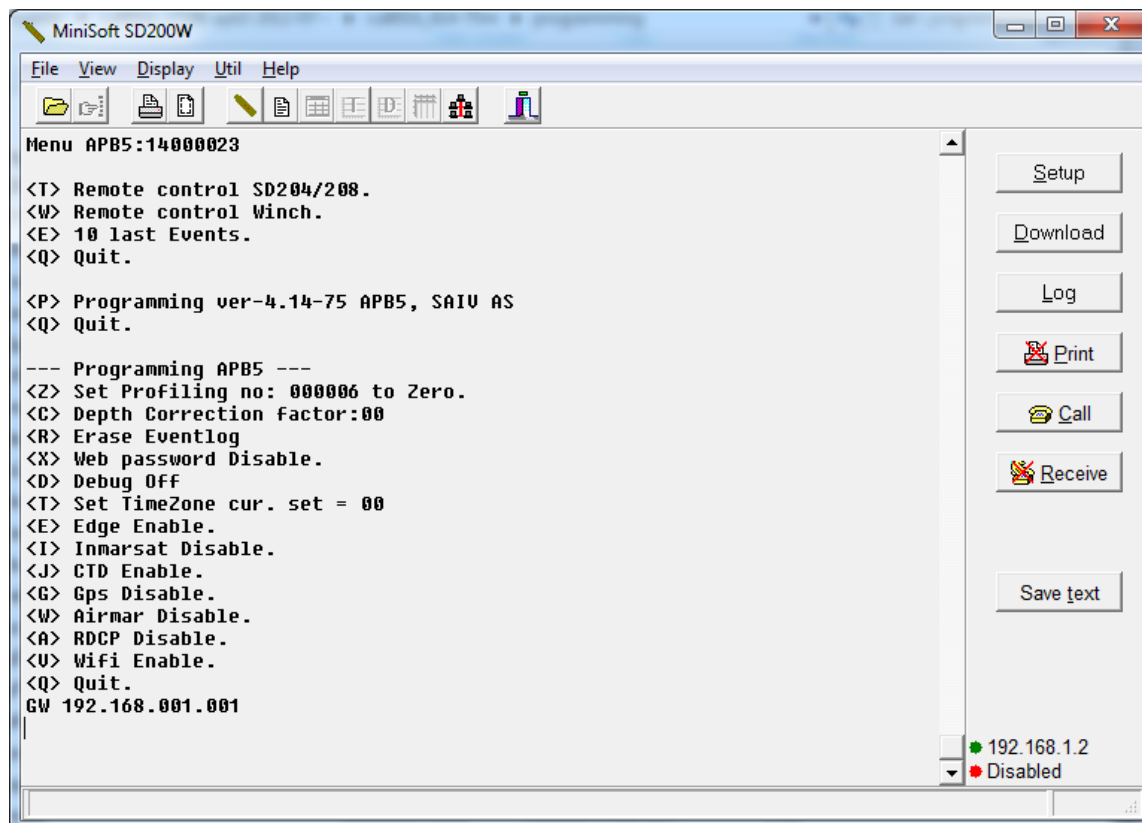 MiniSoft SD200W
File View Display Util Help
Menu APB5:14000023
<T> Remote control SD204/208.
<W> Remote control Winch.
<E> 10 last Events.
<Q> Quit.
<P> Programming ver-4.14-75 APB5, SAIV AS
<Q> Quit.
--- Programming APB5 ---
<Z> Set Profiling no: 000006 to Zero.
<C> Depth Correction factor:00
<R> Erase Eventlog
<X> Web password Disable.
<D> Debug Off
<T> Set TimeZone cur. set = 00
<E> Edge Enable.
<I> Inmarsat Disable.
<J> CTD Enable.
<G> Gps Disable.
<W> Airmar Disable.
<A> RDCP Disable.
<V> Wifi Enable.
<Q> Quit.
GW 192.168.001.001
Setup
Download
Log
Print
Call
Receive
Save text
192.168.1.2
Disabled